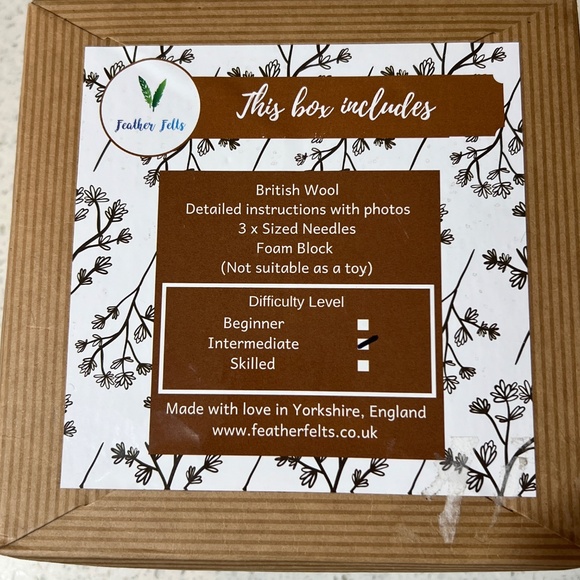 Feather Felts
This box includes
British Wool
Detailed instructions with photos
3 x Sized Needles
Foam Block
(Not suitable as a toy)
Difficulty Level
Beginner
Intermediate
Skilled
Made with love in Yorkshire, England
www.featherfelts.co.uk